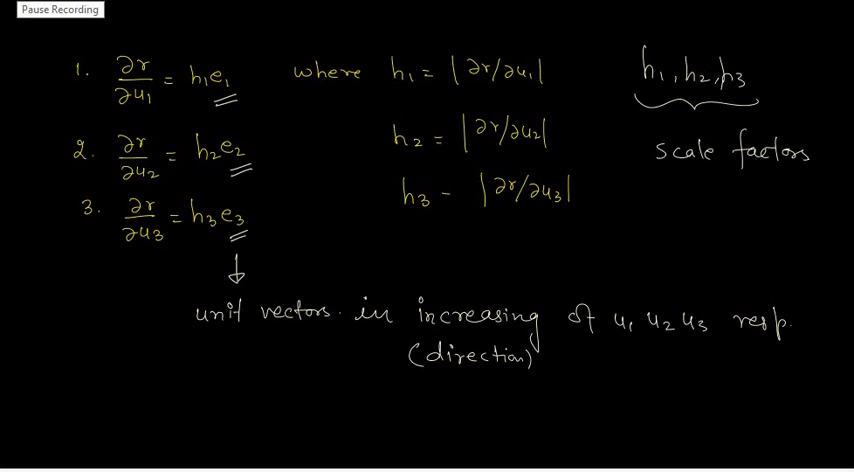 Pause Recording
1. ∂r/∂u1 = h1e1 where h1 = |∂r/∂u1| h1, h2, h3
2. ∂r/∂u2 = h2e2 h2 = |∂r/∂u2| scale factors
3. ∂r/∂u3 = h3e3 h3 - |∂r/∂u3|
unit vectors. in increasing of u1 u2 u3 resp.
(direction)